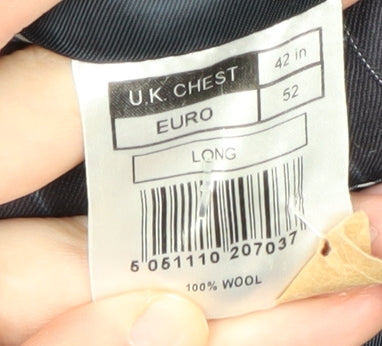 U.K. CHEST 42 in
EURO 52
LONG
5 051110 207037
100% WOOL